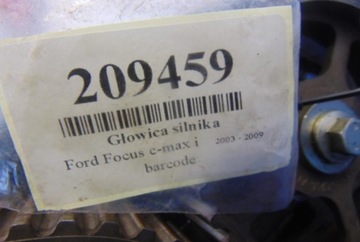 209459
Głowica silnika
Ford Focus c-max i 2003 - 2009
barcode